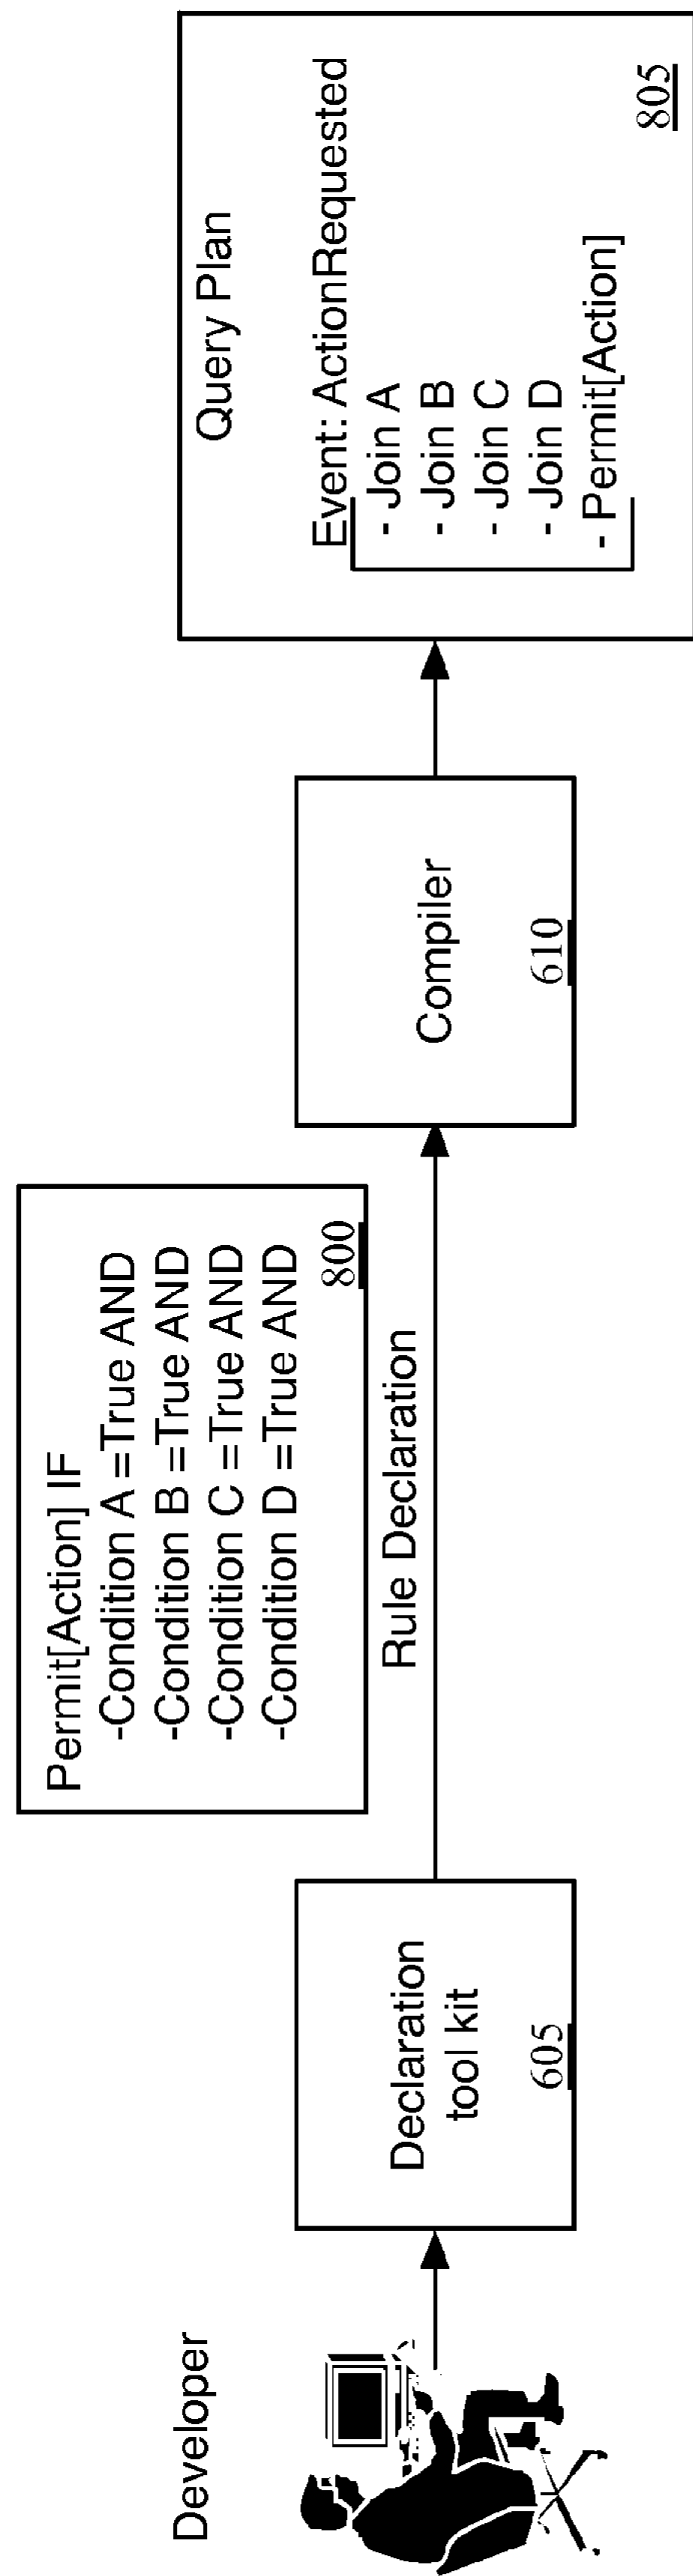 Developer
Declaration
tool kit
605
Permit[Action] IF
-Condition A =True AND
-Condition B =True AND
-Condition C =True AND
-Condition D =True AND
800
Rule Declaration
Compiler
610
Query Plan
Event: ActionRequested
- Join A
- Join B
- Join C
- Join D
- Permit[Action]
805